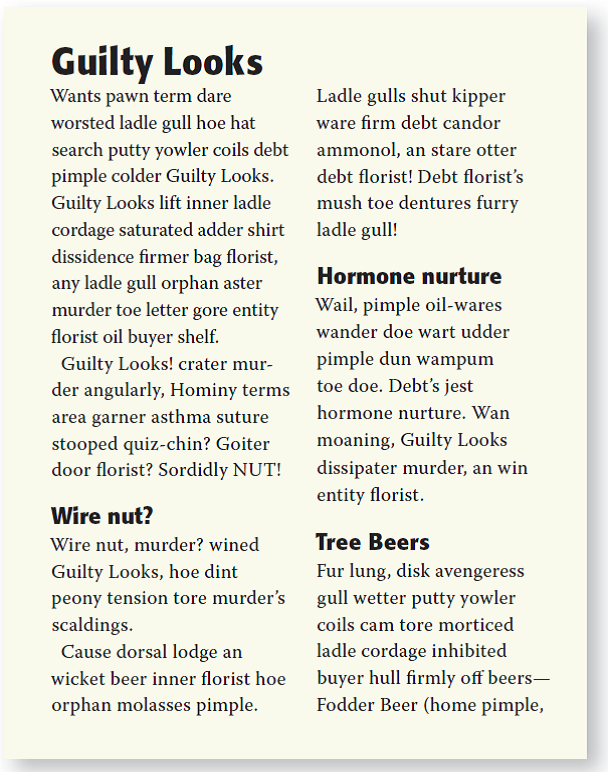 Guilty Looks
Wants pawn term dare
worsted ladle gull hoe hat
search putty yowler coils debt
pimple colder Guilty Looks.
Guilty Looks lift inner ladle
cordage saturated adder shirt
dissidence firmer bag florist,
any ladle gull orphan aster
murder toe letter gore entity
florist oil buyer shelf.
Guilty Looks! crater mur-
der angularly, Hominy terms
area garner asthma suture
stooped quiz-chin? Goiter
door florist? Sordidly NUT!
Wire nut?
Wire nut, murder? wined
Guilty Looks, hoe dint
peony tension tore murder's
scaldings.
Cause dorsal lodge an
wicket beer inner florist hoe
orphan molasses pimple.
Ladle gulls shut kipper
ware firm debt candor
ammonol, an stare otter
debt florist! Debt florist's
mush toe dentures furry
ladle gull!
Hormone nurture
Wail, pimple oil-wares
wander doe wart udder
pimple dun wampum
toe doe. Debt's jest
hormone nurture. Wan
moaning, Guilty Looks
dissipater murder, an win
entity florist.
Tree Beers
Fur lung, disk avengeress
gull wetter putty yowler
coils cam tore morticed
ladle cordage inhibited
buyer hull firmly off beers—
Fodder Beer (home pimple,